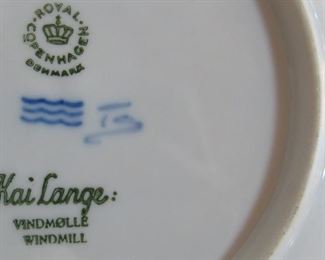 ROYAL
COPENHAGEN
DENMARK
Kai Lange:
VINDMØLLE
WINDMILL